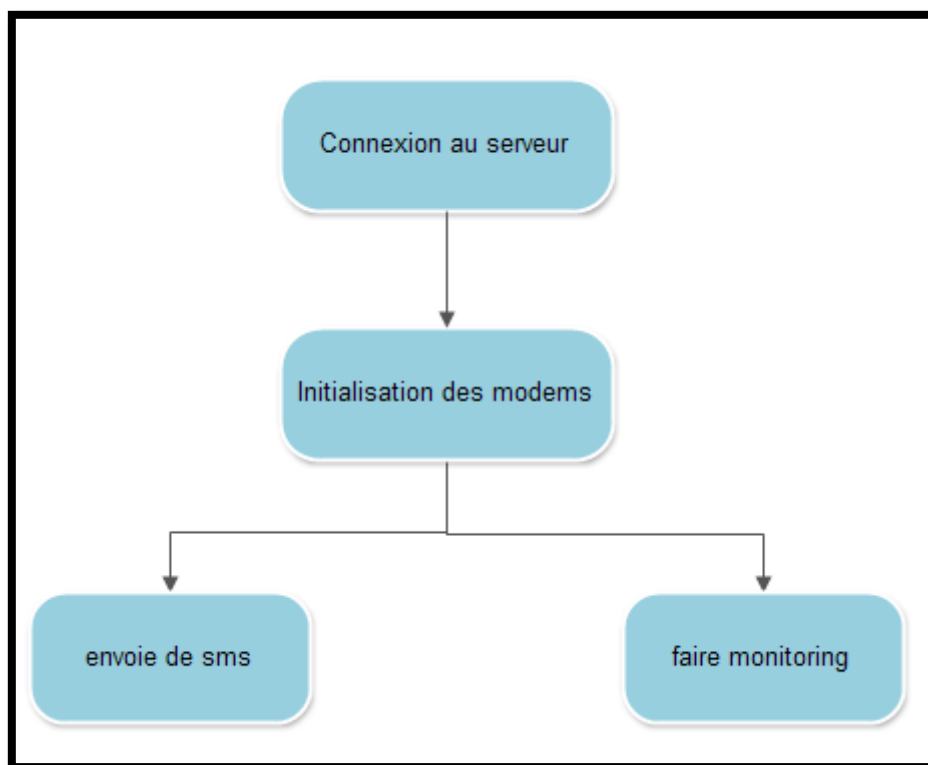 Connexion au serveur
Initialisation des modems
envoie de sms
faire monitoring